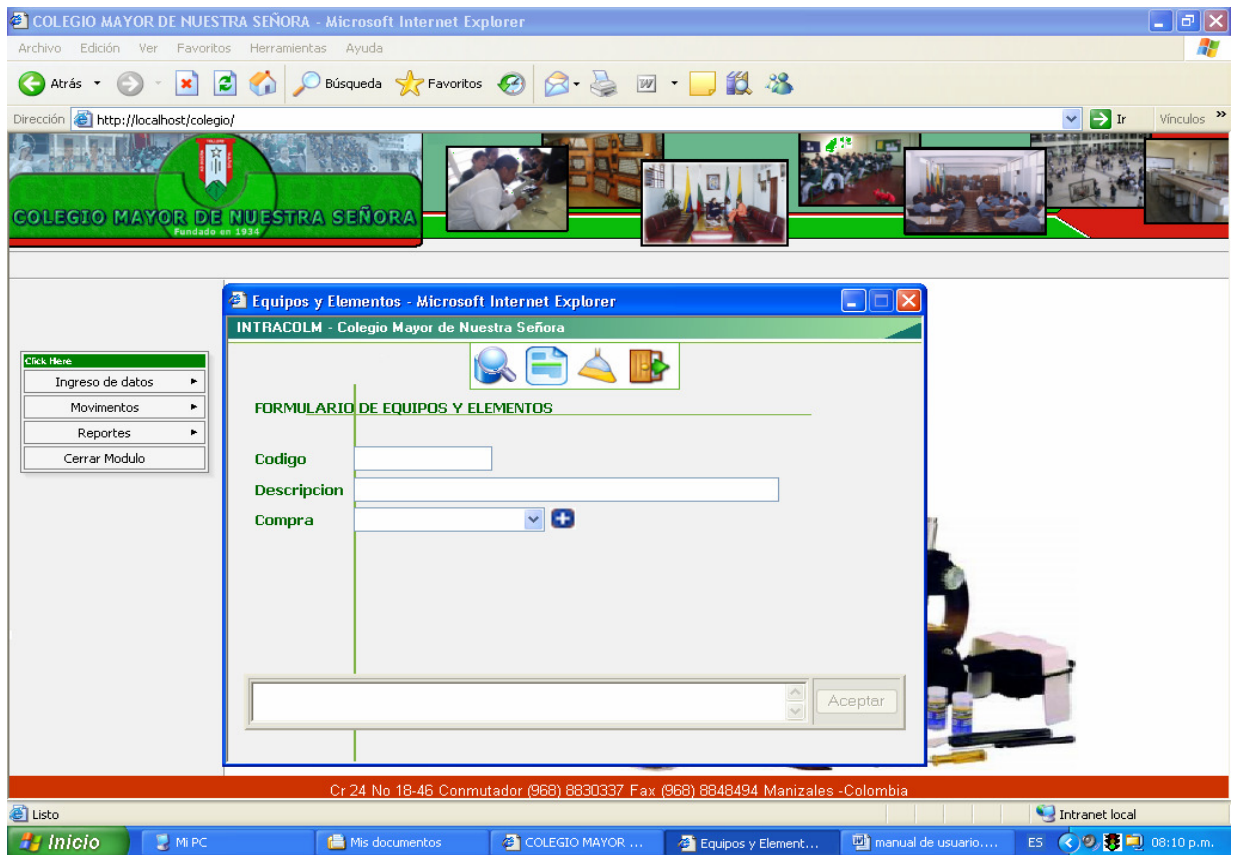 COLEGIO MAYOR DE NUESTRA SEÑORA - Microsoft Internet Explorer
Archivo Edición Ver Favoritos Herramientas Ayuda
Atrás Búsqueda Favoritos
Dirección http://localhost/colegio/ Ir Vínculos »
COLEGIO MAYOR DE NUESTRA SEÑORA
Fundado en 1934
Equipos y Elementos - Microsoft Internet Explorer
INTRACOLM - Colegio Mayor de Nuestra Señora
Click Here
Ingreso de datos
Movimentos
Reportes
Cerrar Modulo
FORMULARIO DE EQUIPOS Y ELEMENTOS
Codigo
Descripcion
Compra
Aceptar
Cr 24 No 18-46 Conmutador (968) 8830337 Fax (968) 8848494 Manizales -Colombia
Listo Intranet local
Inicio Mi PC Mis documentos COLEGIO MAYOR ... Equipos y Element... manual de usuario.... ES 08:10 p.m.